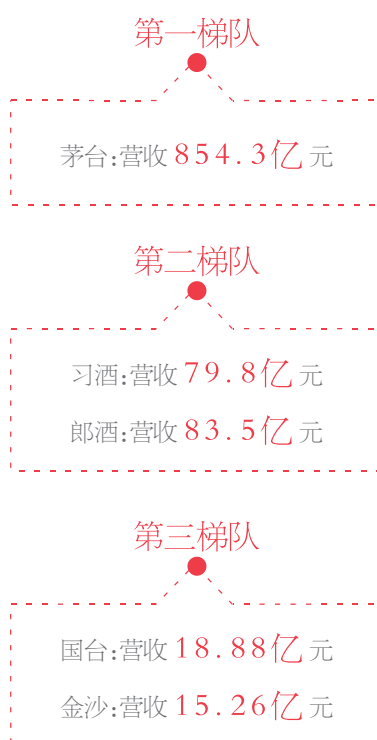 第一梯队
茅台:营收854.3亿元
第二梯队
习酒:营收79.8亿元
郎酒:营收83.5亿元
第三梯队
国台:营收18.88亿元
金沙:营收15.26亿元